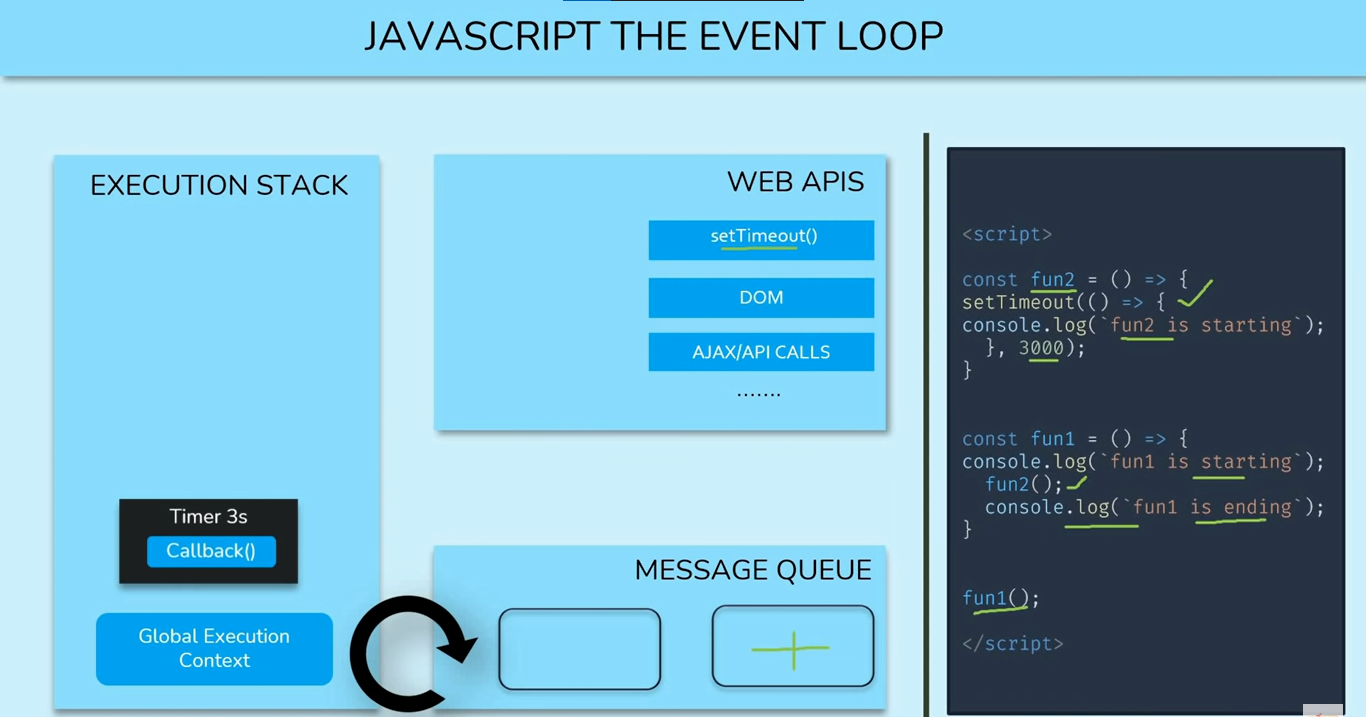 JAVASCRIPT THE EVENT LOOP
EXECUTION STACK
Timer 3s
Callback()
Global Execution
Context
WEB APIS
setTimeout()
DOM
AJAX/API CALLS
.......
MESSAGE QUEUE
<script>
const fun2 = () => {
setTimeout(() => {
console.log(`fun2 is starting`);
}, 3000);
}
const fun1 = () => {
console.log(`fun1 is starting`);
fun2();
console.log(`fun1 is ending`);
}
fun1();
</script>